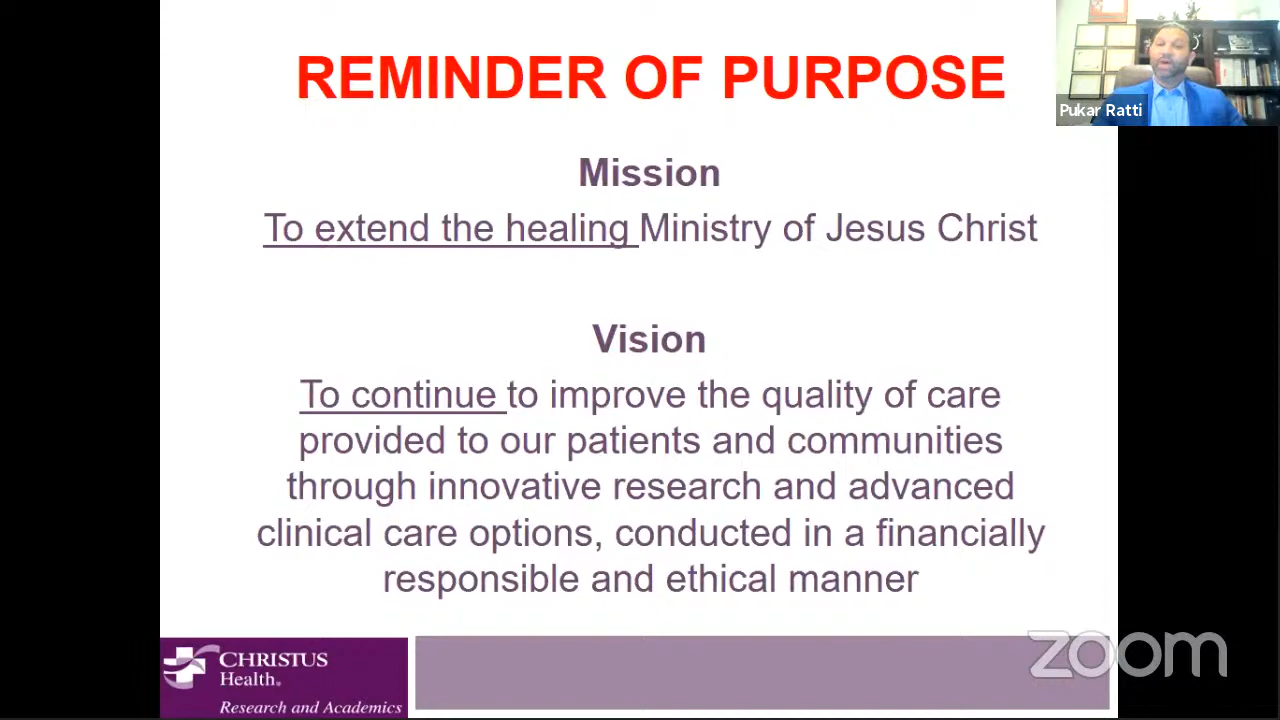 REMINDER OF PURPOSE
Pukar Ratti
Mission
To extend the healing Ministry of Jesus Christ
Vision
To continue to improve the quality of care
provided to our patients and communities
through innovative research and advanced
clinical care options, conducted in a financially
responsible and ethical manner
CHRISTUS
Health.
Research and Academics
zoom